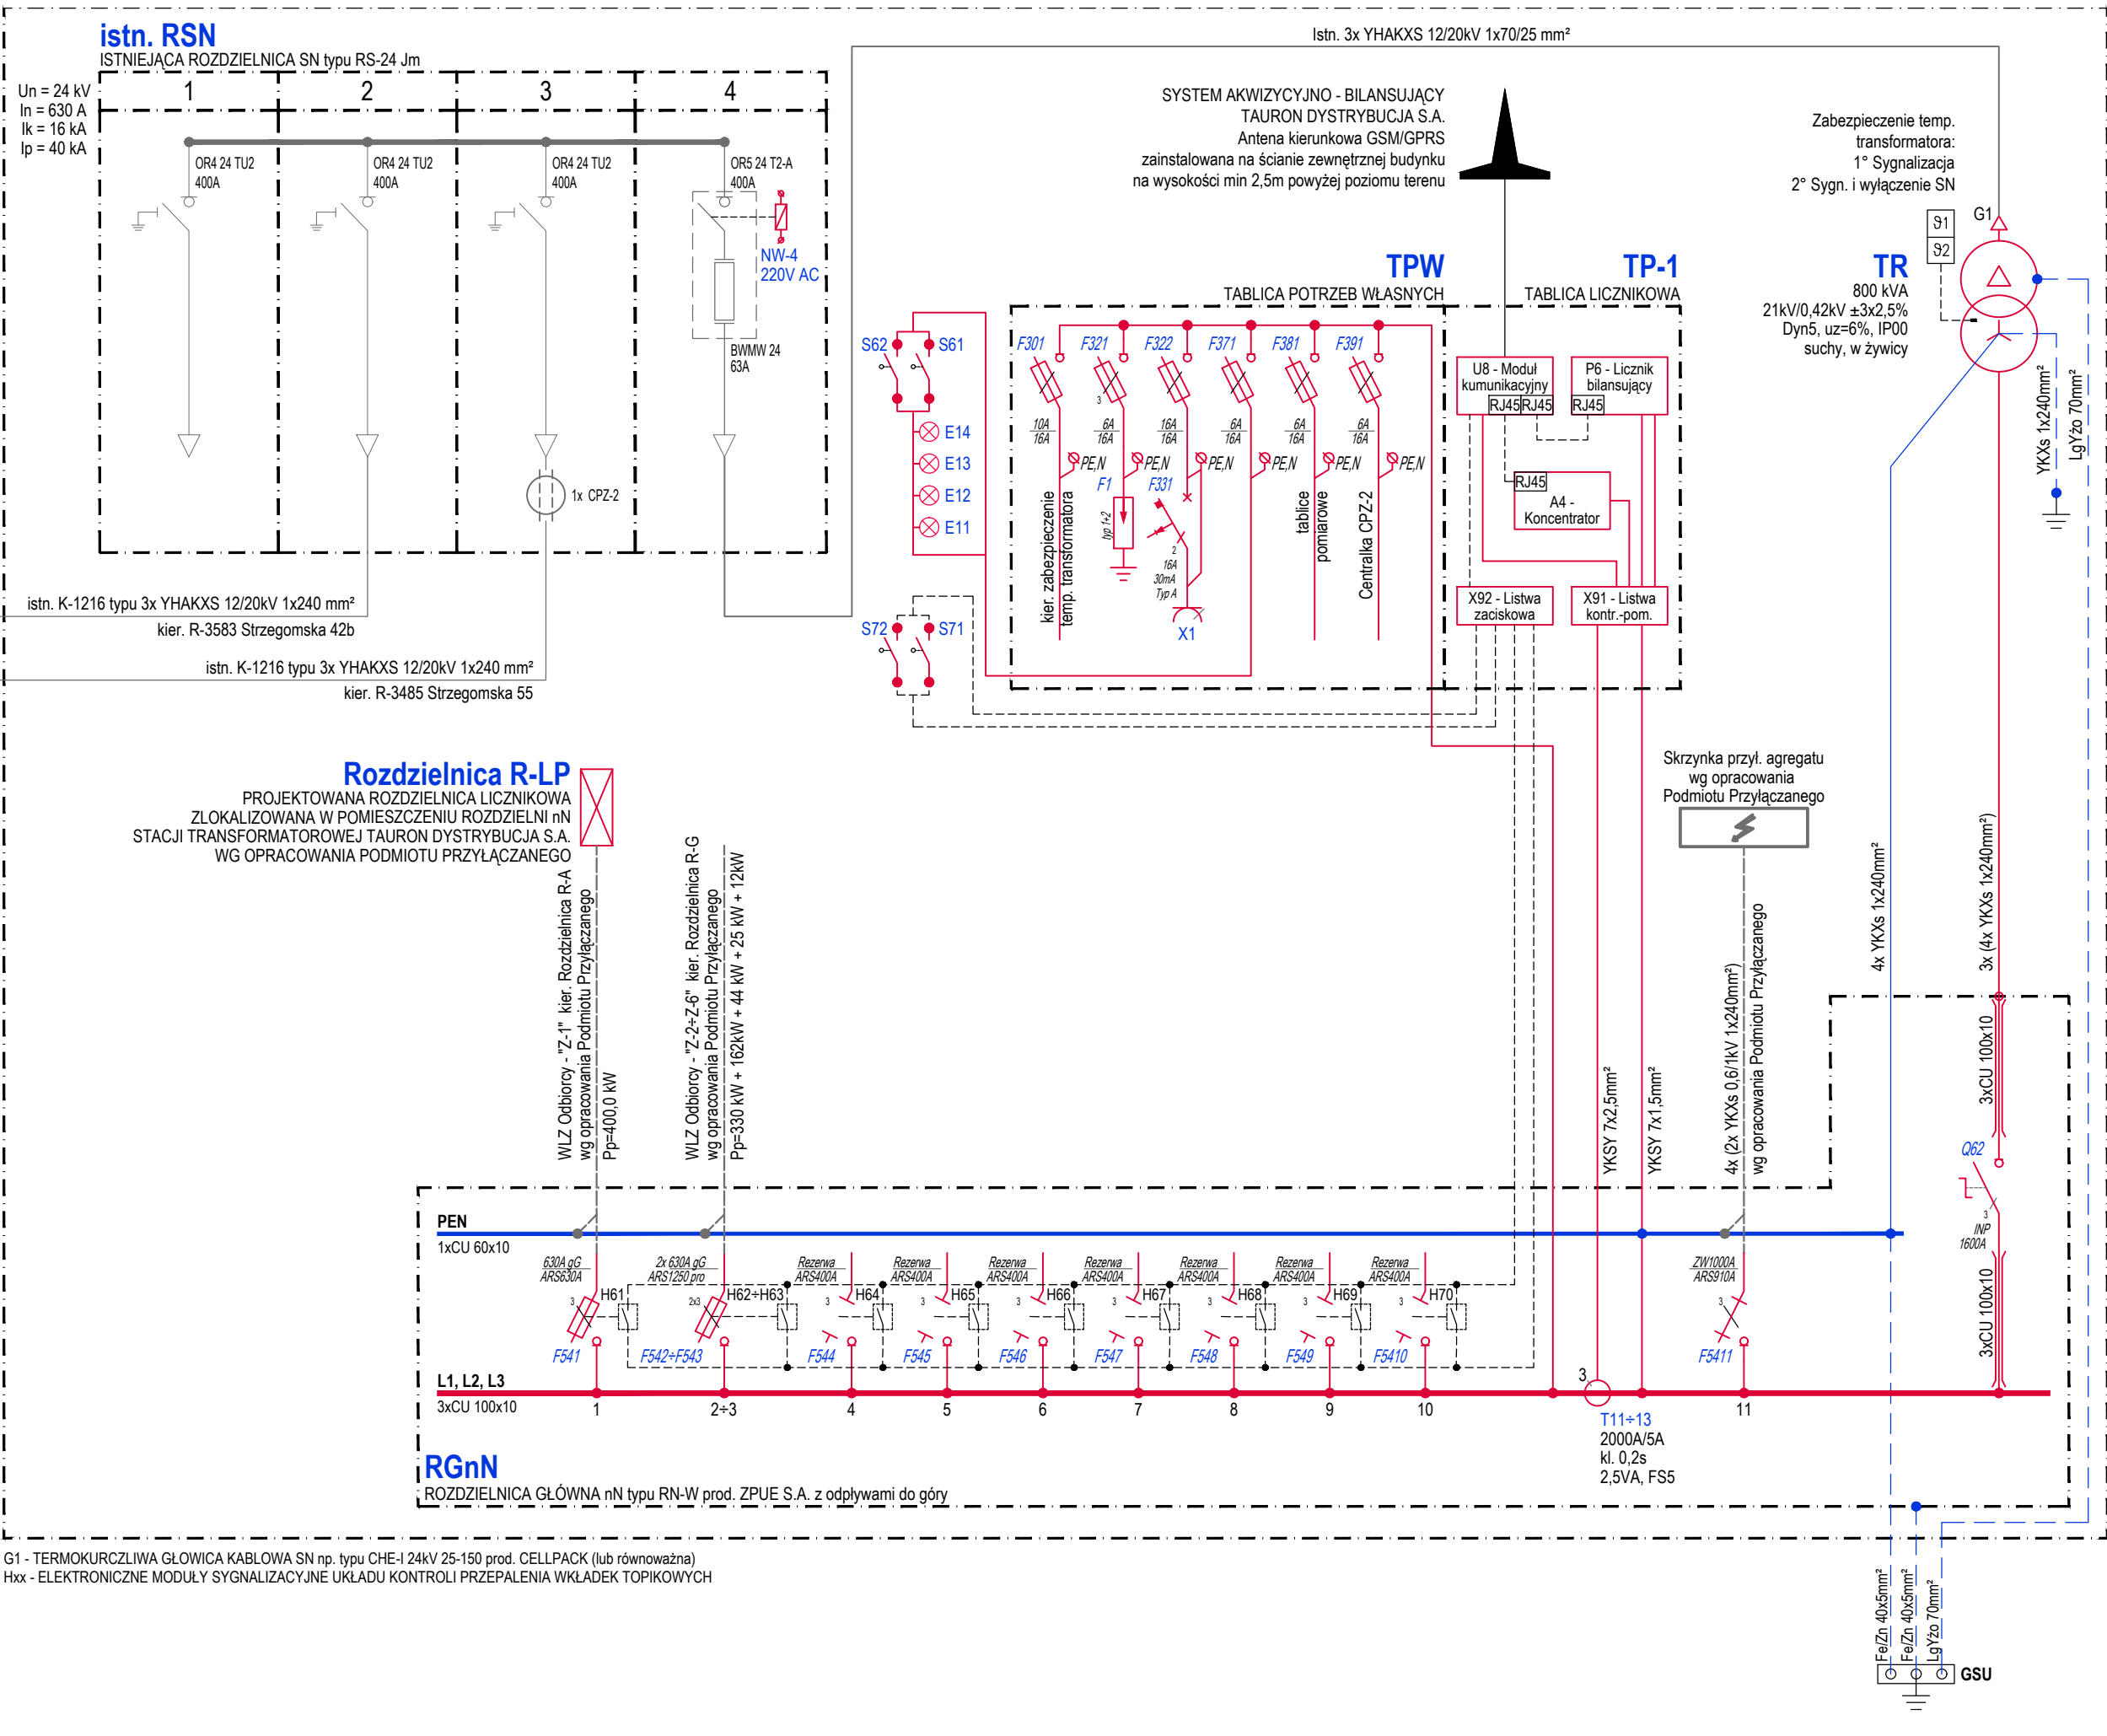 istn. RSN
ISTNIEJĄCA ROZDZIELNICA SN typu RS-24 Jm
Un = 24 kV
In = 630 A
Ik = 16 kA
Ip = 40 kA
1
2
3
4
OR4 24 TU2
400A
OR4 24 TU2
400A
OR4 24 TU2
400A
OR5 24 T2-A
400A
NW-4
220V AC
BWMW 24
63A
1x CPZ-2
istn. K-1216 typu 3x YHAKXS 12/20kV 1x240 mm²
kier. R-3583 Strzegomska 42b
istn. K-1216 typu 3x YHAKXS 12/20kV 1x240 mm²
kier. R-3485 Strzegomska 55
Istn. 3x YHAKXS 12/20kV 1x70/25 mm²
SYSTEM AKWIZYCYJNO - BILANSUJĄCY
TAURON DYSTRYBUCJA S.A.
Antena kierunkowa GSM/GPRS
zainstalowana na ścianie zewnętrznej budynku
na wysokości min 2,5m powyżej poziomu terenu
Zabezpieczenie temp.
transformatora:
1° Sygnalizacja
2° Sygn. i wyłączenie SN
ϑ1
ϑ2
G1
TR
800 kVA
21kV/0,42kV ±3x2,5%
Dyn5, uz=6%, IP00
suchy, w żywicy
YKXs 1x240mm²
LgYżo 70mm²
TPW
TABLICA POTRZEB WŁASNYCH
TP-1
TABLICA LICZNIKOWA
S62
S61
E14
E13
E12
E11
S72
S71
F301
F321
F322
F371
F381
F391
3
10A
16A
6A
16A
16A
16A
6A
16A
6A
16A
6A
16A
PE,N
PE,N
PE,N
PE,N
PE,N
PE,N
kier. zabezpieczenie
temp. transformatora
F1
typ 1+2
F331
2
16A
30mA
Typ A
X1
tablice
pomiarowe
Centralka CPZ-2
U8 - Moduł
kumunikacyjny
RJ45
RJ45
P6 - Licznik
bilansujący
RJ45
RJ45
A4 -
Koncentrator
X92 - Listwa
zaciskowa
X91 - Listwa
kontr.-pom.
Rozdzielnica R-LP
PROJEKTOWANA ROZDZIELNICA LICZNIKOWA
ZLOKALIZOWANA W POMIESZCZENIU ROZDZIELNI nN
STACJI TRANSFORMATOROWEJ TAURON DYSTRYBUCJA S.A.
WG OPRACOWANIA PODMIOTU PRZYŁĄCZANEGO
WLZ Odbiorcy - "Z-1" kier. Rozdzielnica R-A
wg opracowania Podmiotu Przyłączanego
Pp=400,0 kW
WLZ Odbiorcy - "Z-2÷Z-6" kier. Rozdzielnica R-G
wg opracowania Podmiotu Przyłączanego
Pp=330 kW + 162kW + 44 kW + 25 kW + 12kW
Skrzynka przył. agregatu
wg opracowania
Podmiotu Przyłączanego
YKSY 7x2,5mm²
YKSY 7x1,5mm²
4x (2x YKXs 0,6/1kV 1x240mm²)
wg opracowania Podmiotu Przyłączanego
4x YKXs 1x240mm²
3x (4x YKXs 1x240mm²)
3xCU 100x10
Q62
3
INP
1600A
3xCU 100x10
PEN
1xCU 60x10
630A gG
ARS630A
2x 630A gG
ARS1250 pro
Rezerwa
ARS400A
Rezerwa
ARS400A
Rezerwa
ARS400A
Rezerwa
ARS400A
Rezerwa
ARS400A
Rezerwa
ARS400A
Rezerwa
ARS400A
ZW1000A
ARS910A
3
H61
2x3
H62÷H63
3
H64
3
H65
3
H66
3
H67
3
H68
3
H69
3
H70
3
F541
F542÷F543
F544
F545
F546
F547
F548
F549
F5410
F5411
L1, L2, L3
3xCU 100x10
1
2÷3
4
5
6
7
8
9
10
3
11
T11÷13
2000A/5A
kl. 0,2s
2,5VA, FS5
RGnN
ROZDZIELNICA GŁÓWNA nN typu RN-W prod. ZPUE S.A. z odpływami do góry
G1 - TERMOKURCZLIWA GŁOWICA KABLOWA SN np. typu CHE-I 24kV 25-150 prod. CELLPACK (lub równoważna)
Hxx - ELEKTRONICZNE MODUŁY SYGNALIZACYJNE UKŁADU KONTROLI PRZEPALENIA WKŁADEK TOPIKOWYCH
Fe/Zn 40x5mm²
Fe/Zn 40x5mm²
LgYżo 70mm²
GSU